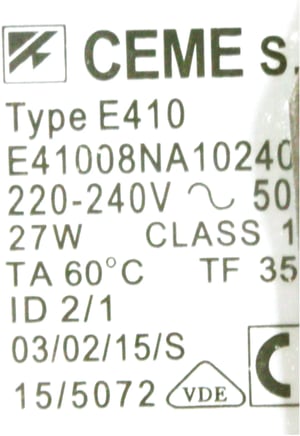 CEME s.
Type E410
E41008NA10240
220-240V ~ 50
27W CLASS 1
TA 60°C TF 35
ID 2/1
03/02/15/S
15/5072 VDE C